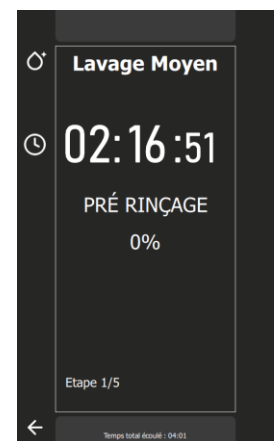 Lavage Moyen
02:16:51
PRÉ RINÇAGE
0%
Etape 1/5
Temps total écoulé : 04:01